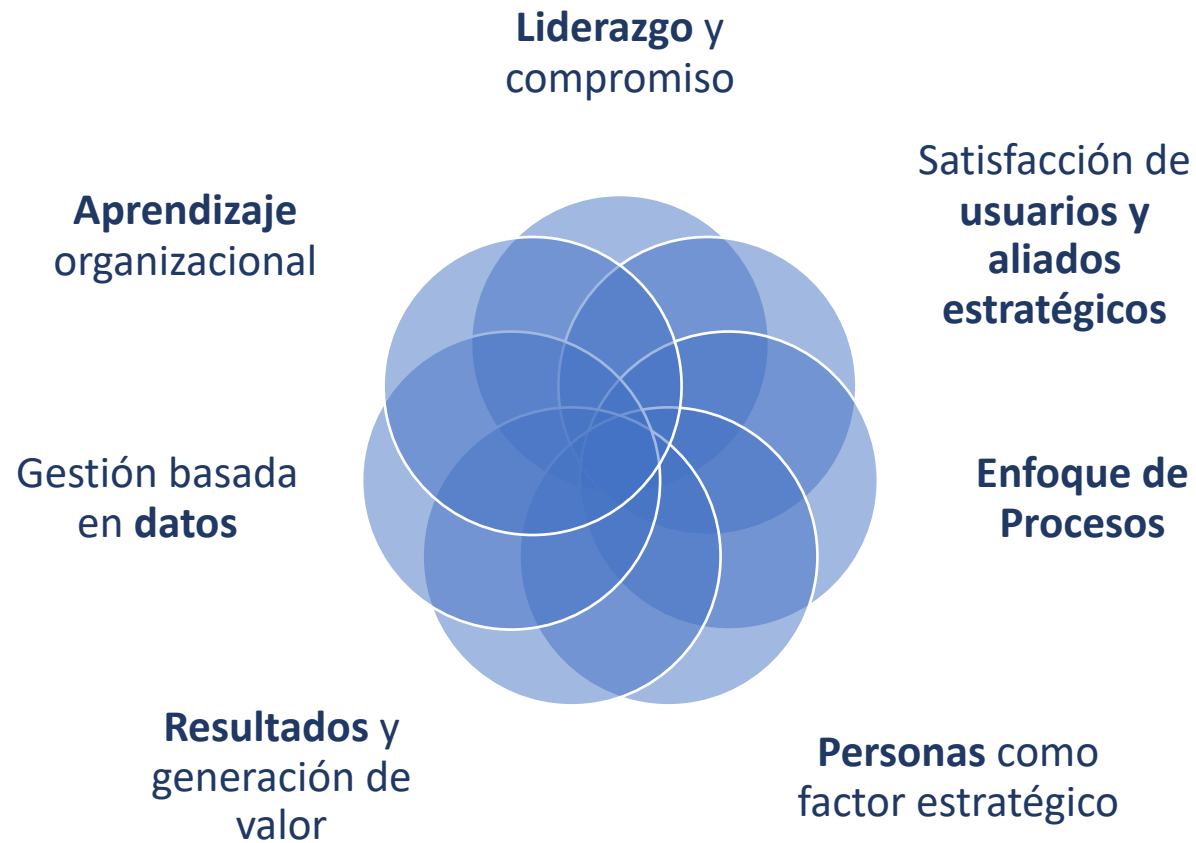 Liderazgo y
compromiso
Satisfacción de
usuarios y
aliados
estratégicos
Enfoque de
Procesos
Personas como
factor estratégico
Resultados y
generación de
valor
Gestión basada
en datos
Aprendizaje
organizacional